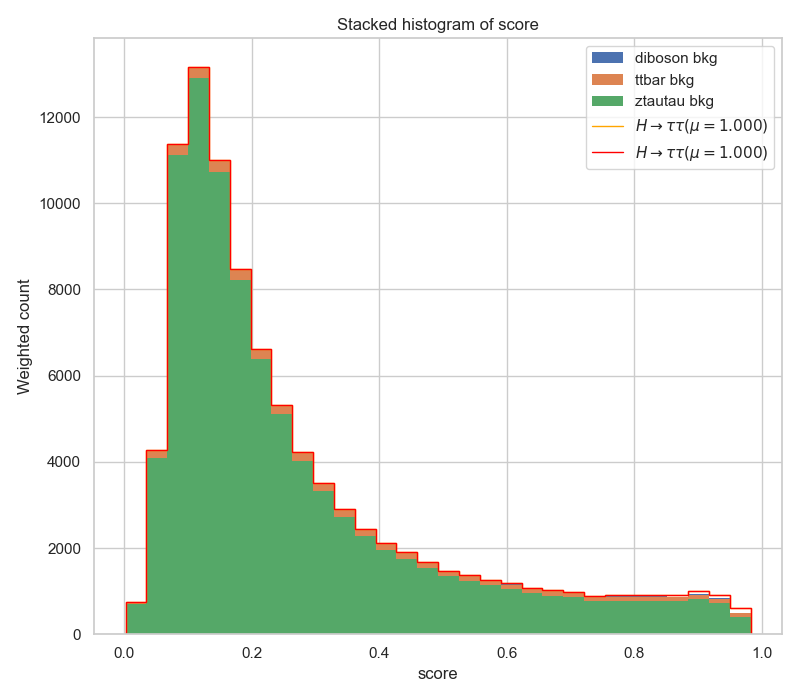 Stacked histogram of score
diboson bkg
ttbar bkg
ztautau bkg
H → ττ(μ = 1.000)
H → ττ(μ = 1.000)
Weighted count
12000
10000
8000
6000
4000
2000
0
0.0 0.2 0.4 0.6 0.8 1.0
score